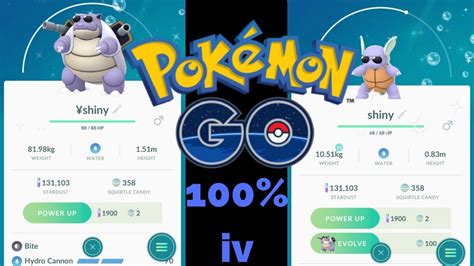 POKÉMON
TM
GO
100%
iv
¥shiny
88 / 88 HP
81.98kg
WEIGHT
WATER
1.51m
HEIGHT
131,103
STARDUST
358
SQUIRTLE CANDY
POWER UP
1900
2
Bite
Hydro Cannon
shiny
68 / 68 HP
10.51kg
WEIGHT
WATER
0.83m
HEIGHT
131,103
STARDUST
358
SQUIRTLE CANDY
POWER UP
1900
2
EVOLVE
100